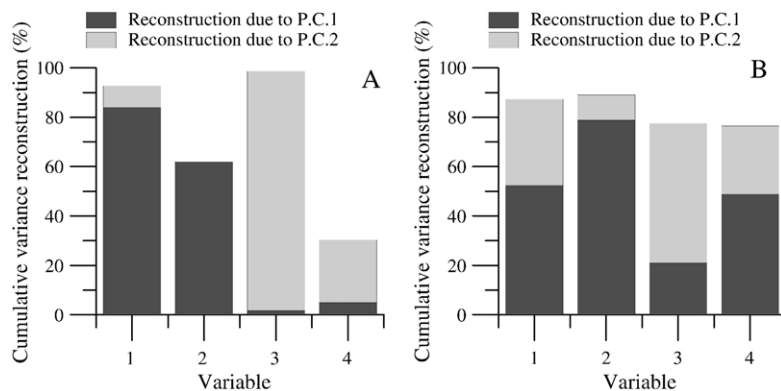 Reconstruction due to P.C.1
Reconstruction due to P.C.2
Cumulative variance reconstruction (%)
100
80
60
40
20
0
A
1 2 3 4
Variable
Reconstruction due to P.C.1
Reconstruction due to P.C.2
Cumulative variance reconstruction (%)
100
80
60
40
20
0
B
1 2 3 4
Variable